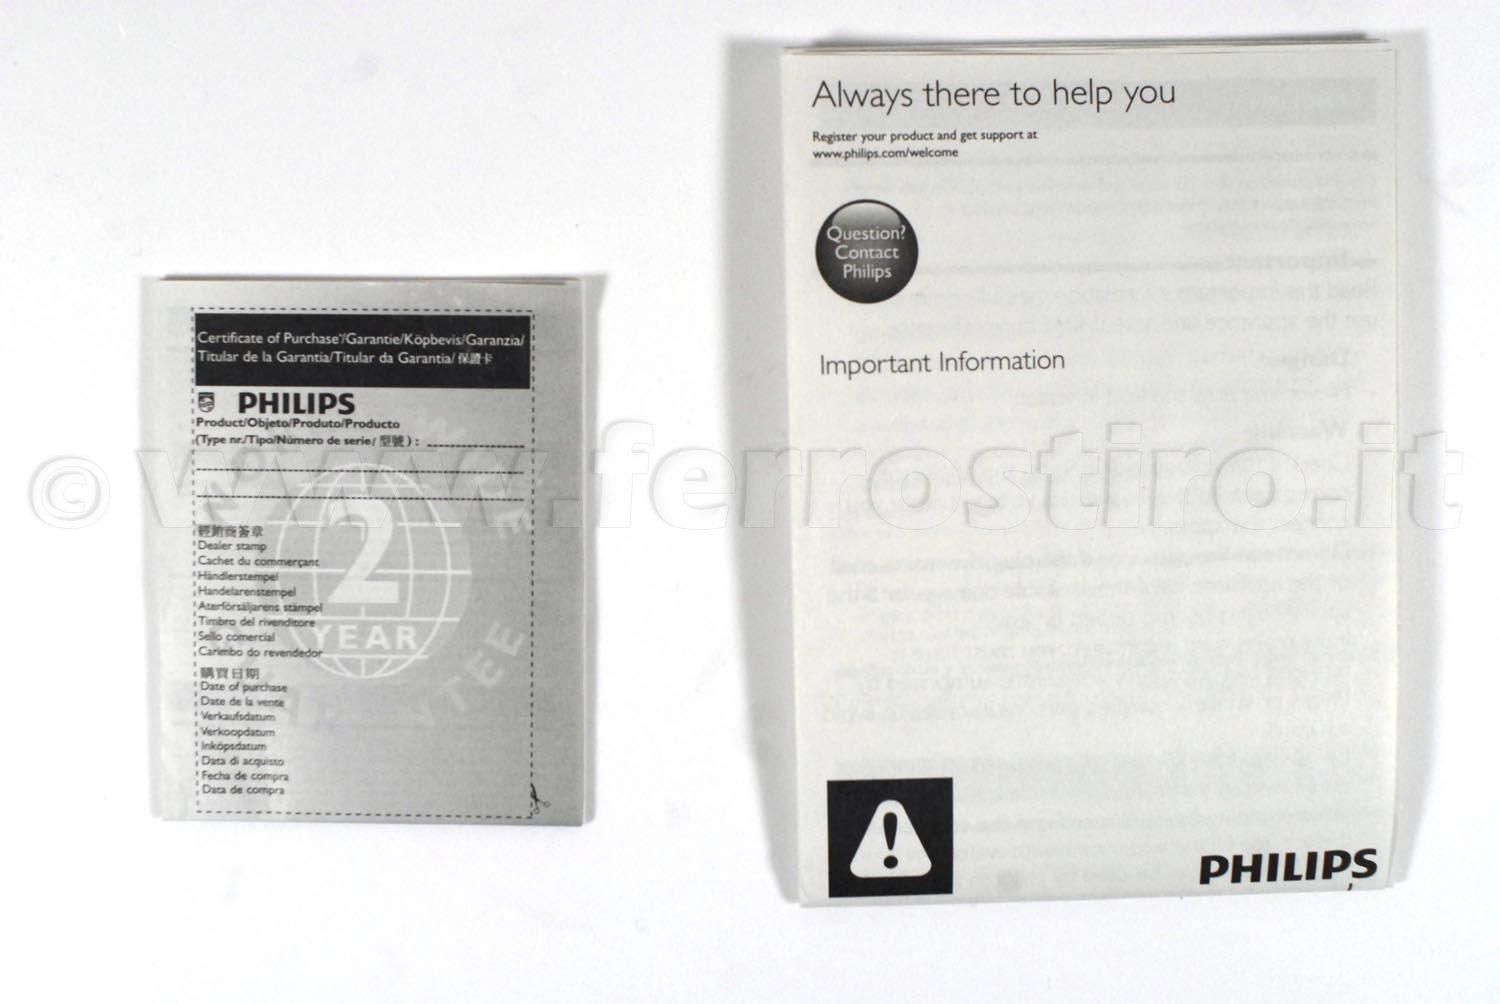 Certificate of Purchase*/Garantie/Köpbevis/Garanzia/
Titular de la Garantia/Titular da Garantia/保證卡
PHILIPS
Product/Objeto/Produto/Producto
(Type nr./Tipo/Número de serie/型號) :
2
YEAR
經銷商簽章
Dealer stamp
Cachet du commerçant
Händlerstempel
Handelarenstempel
Aterförsäljarens stämpel
Timbro del rivenditore
Sello comercial
Carimbo do revendedor
購買日期
Date of purchase
Date de la vente
Verkaufsdatum
Verkoopdatum
Inköpsdatum
Data di acquisto
Fecha de compra
Data de compra
Always there to help you
Register your product and get support at
www.philips.com/welcome
Question?
Contact
Philips
Important Information
PHILIPS
© www.ferrostiro.it